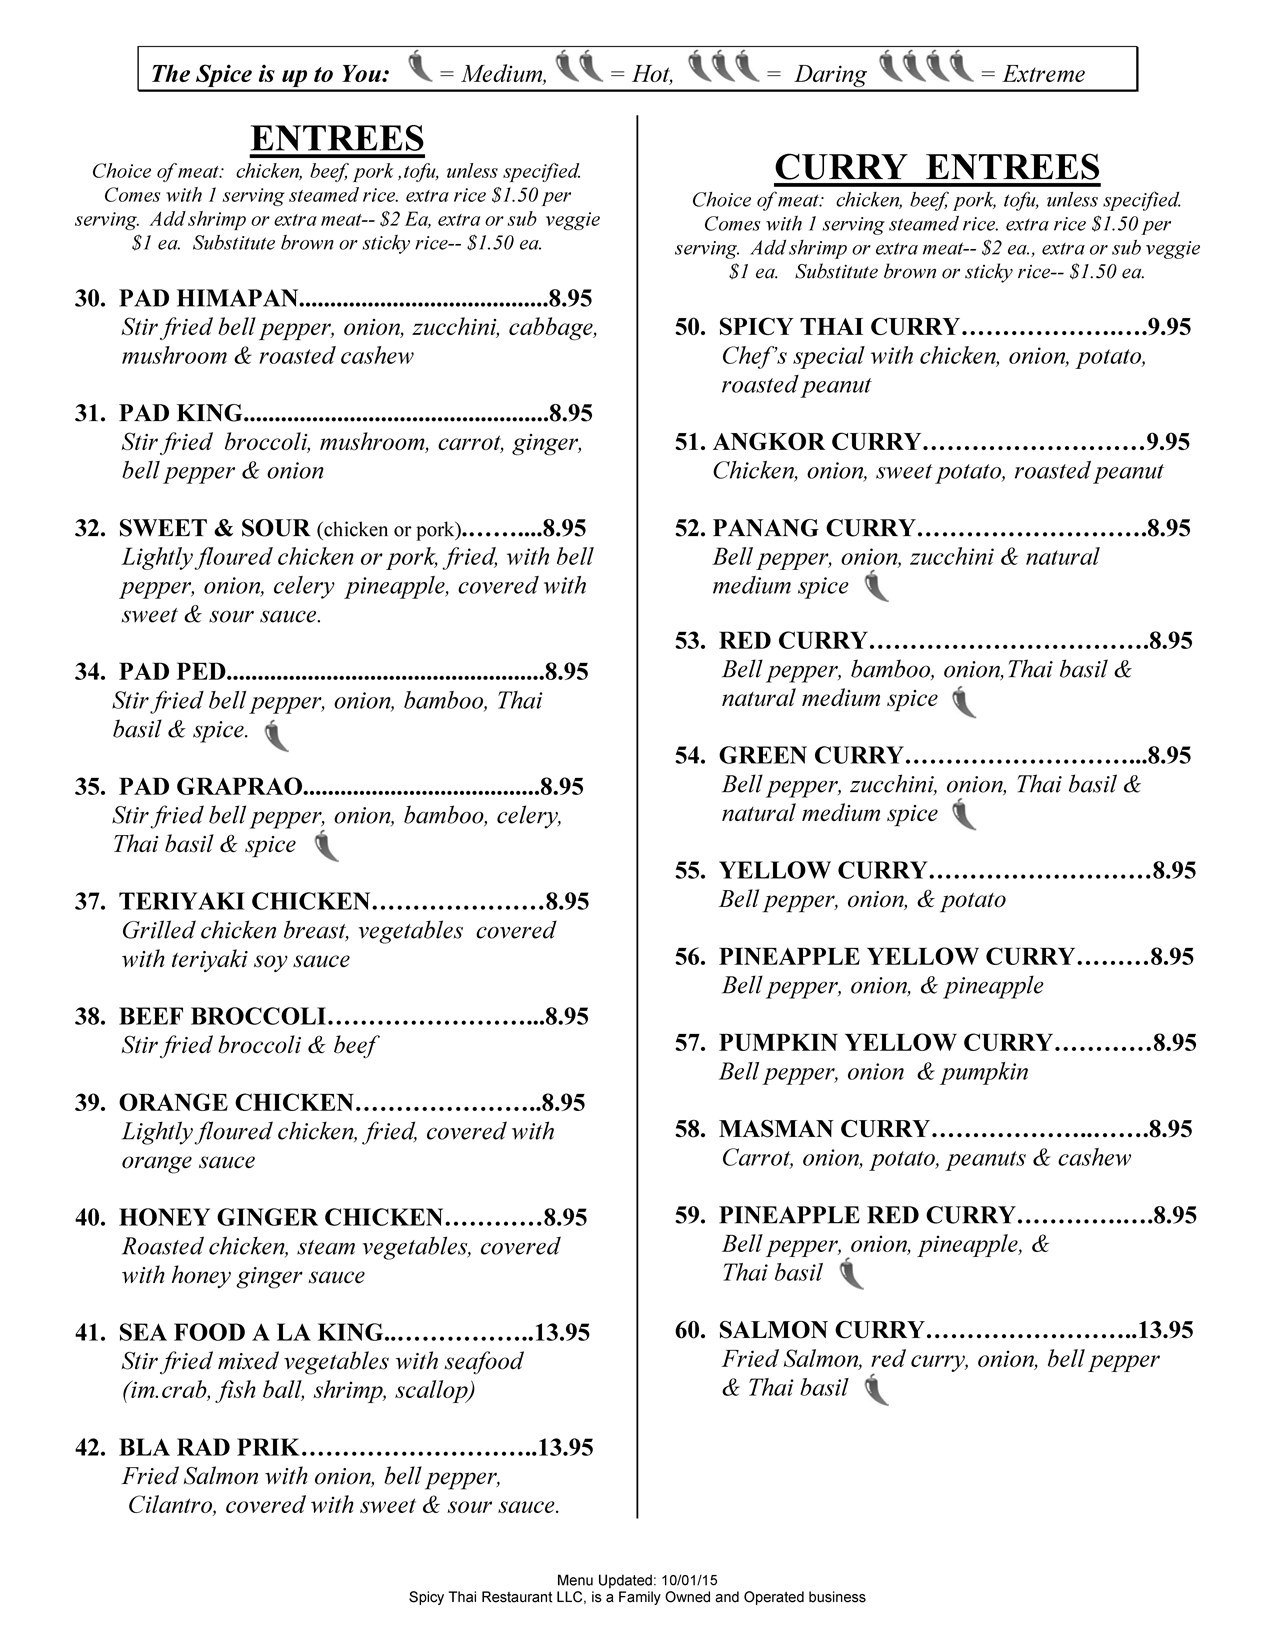 The Spice is up to You: = Medium, = Hot, = Daring = Extreme
ENTREES
Choice of meat: chicken, beef, pork ,tofu, unless specified.
Comes with 1 serving steamed rice. extra rice $1.50 per
serving. Add shrimp or extra meat-- $2 Ea, extra or sub veggie
$1 ea. Substitute brown or sticky rice-- $1.50 ea.
30. PAD HIMAPAN........................................8.95
Stir fried bell pepper, onion, zucchini, cabbage,
mushroom & roasted cashew
31. PAD KING.................................................8.95
Stir fried broccoli, mushroom, carrot, ginger,
bell pepper & onion
32. SWEET & SOUR (chicken or pork)………...8.95
Lightly floured chicken or pork, fried, with bell
pepper, onion, celery pineapple, covered with
sweet & sour sauce.
34. PAD PED...................................................8.95
Stir fried bell pepper, onion, bamboo, Thai
basil & spice.
35. PAD GRAPRAO......................................8.95
Stir fried bell pepper, onion, bamboo, celery,
Thai basil & spice
37. TERIYAKI CHICKEN…………………8.95
Grilled chicken breast, vegetables covered
with teriyaki soy sauce
38. BEEF BROCCOLI……………………...8.95
Stir fried broccoli & beef
39. ORANGE CHICKEN…………………..8.95
Lightly floured chicken, fried, covered with
orange sauce
40. HONEY GINGER CHICKEN…………8.95
Roasted chicken, steam vegetables, covered
with honey ginger sauce
41. SEA FOOD A LA KING..……………..13.95
Stir fried mixed vegetables with seafood
(im.crab, fish ball, shrimp, scallop)
42. BLA RAD PRIK………………………..13.95
Fried Salmon with onion, bell pepper,
Cilantro, covered with sweet & sour sauce.
CURRY ENTREES
Choice of meat: chicken, beef, pork, tofu, unless specified.
Comes with 1 serving steamed rice. extra rice $1.50 per
serving. Add shrimp or extra meat-- $2 ea., extra or sub veggie
$1 ea. Substitute brown or sticky rice-- $1.50 ea.
50. SPICY THAI CURRY……………….….9.95
Chef’s special with chicken, onion, potato,
roasted peanut
51. ANGKOR CURRY………………………9.95
Chicken, onion, sweet potato, roasted peanut
52. PANANG CURRY……………………….8.95
Bell pepper, onion, zucchini & natural
medium spice
53. RED CURRY…………………………….8.95
Bell pepper, bamboo, onion,Thai basil &
natural medium spice
54. GREEN CURRY………………………...8.95
Bell pepper, zucchini, onion, Thai basil &
natural medium spice
55. YELLOW CURRY………………………8.95
Bell pepper, onion, & potato
56. PINEAPPLE YELLOW CURRY………8.95
Bell pepper, onion, & pineapple
57. PUMPKIN YELLOW CURRY…………8.95
Bell pepper, onion & pumpkin
58. MASMAN CURRY………………..…….8.95
Carrot, onion, potato, peanuts & cashew
59. PINEAPPLE RED CURRY………….….8.95
Bell pepper, onion, pineapple, &
Thai basil
60. SALMON CURRY……………………..13.95
Fried Salmon, red curry, onion, bell pepper
& Thai basil
Menu Updated: 10/01/15
Spicy Thai Restaurant LLC, is a Family Owned and Operated business